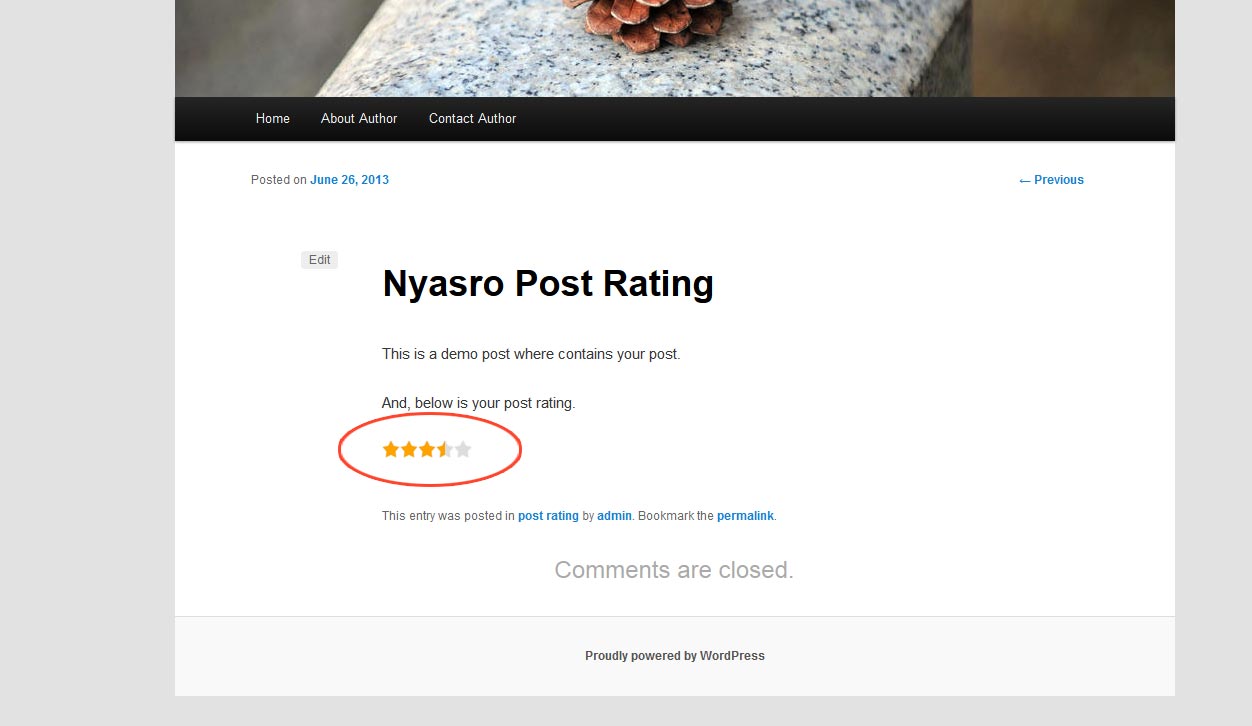 Home About Author Contact Author
Posted on June 26, 2013 ← Previous
Edit
Nyasro Post Rating
This is a demo post where contains your post.
And, below is your post rating.
This entry was posted in post rating by admin. Bookmark the permalink.
Comments are closed.
Proudly powered by WordPress